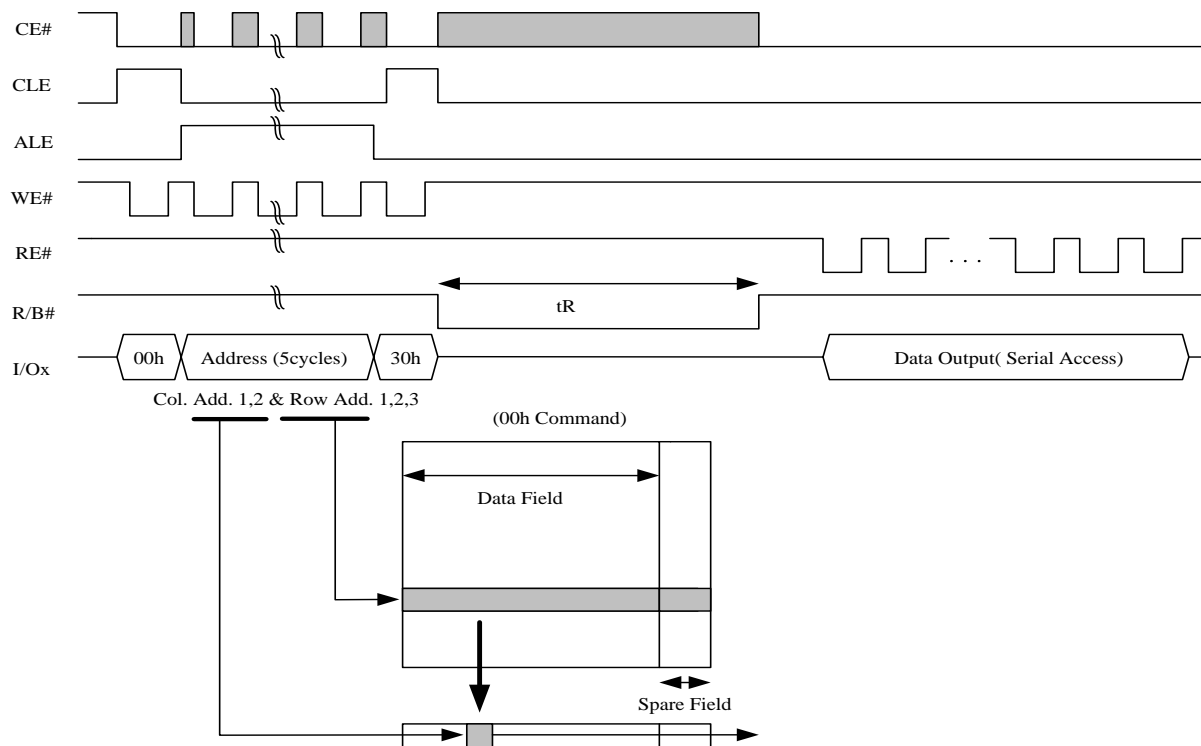 CE#
CLE
ALE
WE#
RE#
. . .
R/B#
tR
I/Ox
00h
Address (5cycles)
30h
Data Output( Serial Access)
Col. Add. 1,2 & Row Add. 1,2,3
(00h Command)
Data Field
Spare Field